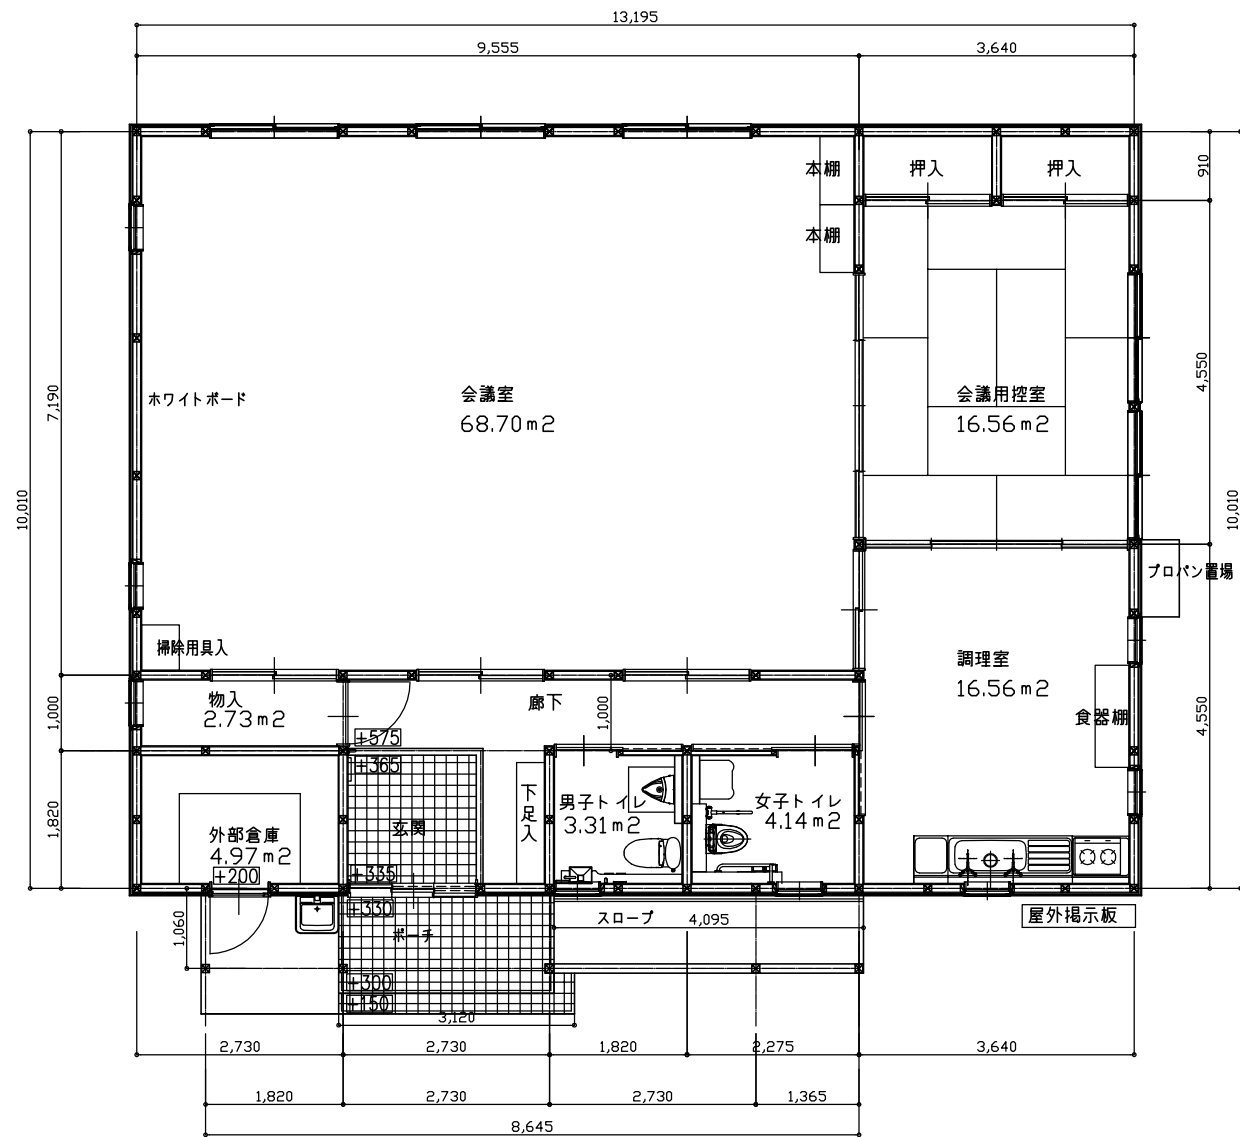 13,195
9,555
3,640
本棚
押入
押入
910
本棚
7,190
ホワイトボード
会議室
68.70m2
会議用控室
16.56m2
4,550
10,010
10,010
プロパン置場
掃除用具入
調理室
16.56m2
物入
2.73m2
廊下
1,000
1,000
食器棚
4,550
+575
+365
下足入
男子トイレ
3.31m2
女子トイレ
4.14m2
玄関
外部倉庫
4.97m2
+200
1,820
+335
+330
ポーチ
スロープ
4,095
屋外掲示板
1,060
+300
+150
3,120
2,730
2,730
1,820
2,275
3,640
1,820
2,730
2,730
1,365
8,645